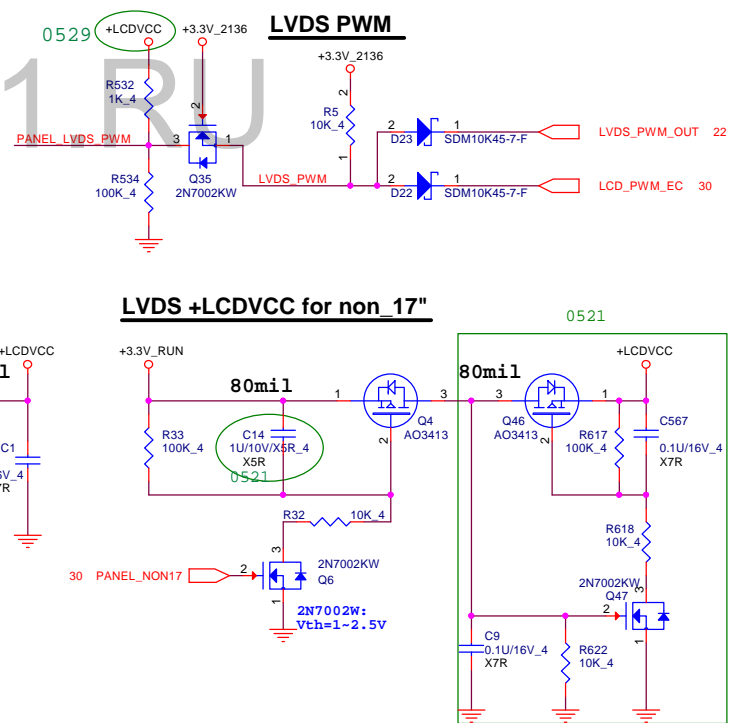 LVDS PWM
0529
+LCDVCC
+3.3V_2136
+3.3V_2136
1.RU
R532
1K_4
2
2
R5
10K_4
1
PANEL_LVDS_PWM
3
1
Q35
2N7002KW
R534
100K_4
LVDS_PWM
2
D23
1
SDM10K45-7-F
LVDS_PWM_OUT 22
2
D22
1
SDM10K45-7-F
LCD_PWM_EC 30
LVDS +LCDVCC for non_17"
0521
+LCDVCC
+3.3V_RUN
+LCDVCC
80mil
80mil
1
3
Q4
AO3413
2
3
1
Q46
AO3413
2
R33
100K_4
C14
1U/10V/X5R_4
X5R
0521
R617
100K_4
C567
0.1U/16V_4
X7R
C1
6V_4
7R
R32
10K_4
R618
10K_4
30 PANEL_NON17
2
3
1
2N7002KW
Q6
2N7002W:
Vth=1~2.5V
2N7002KW
Q47
2
3
1
C9
0.1U/16V_4
X7R
R622
10K_4